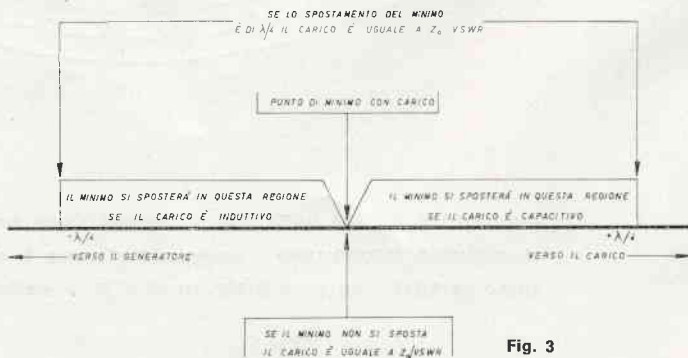 SE LO SPOSTAMENTO DEL MINIMO
È DI λ/4 IL CARICO È UGUALE A Z₀ VSWR
PUNTO DI MINIMO CON CARICO
IL MINIMO SI SPOSTERÀ IN QUESTA REGIONE
SE IL CARICO È INDUTTIVO
IL MINIMO SI SPOSTERÀ IN QUESTA REGIONE
SE IL CARICO È CAPACITIVO
-λ/4
+λ/4
VERSO IL GENERATORE
VERSO IL CARICO
SE IL MINIMO NON SI SPOSTA
IL CARICO È UGUALE A Z₀/VSWR
Fig. 3